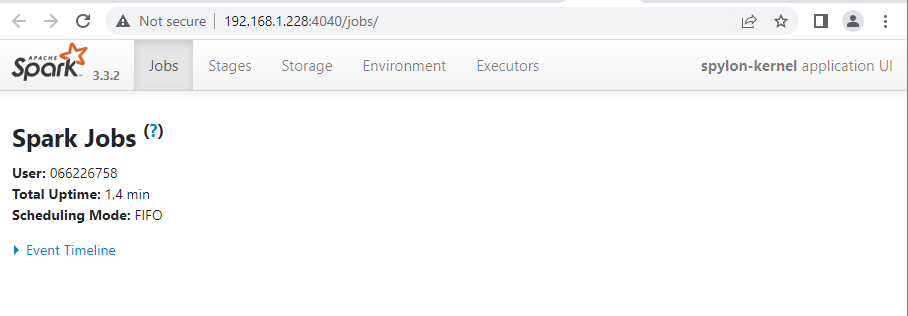 Not secure 192.168.1.228:4040/jobs/
APACHE
Spark 3.3.2 Jobs Stages Storage Environment Executors spylon-kernel application UI
Spark Jobs (?)
User: 066226758
Total Uptime: 1,4 min
Scheduling Mode: FIFO
Event Timeline